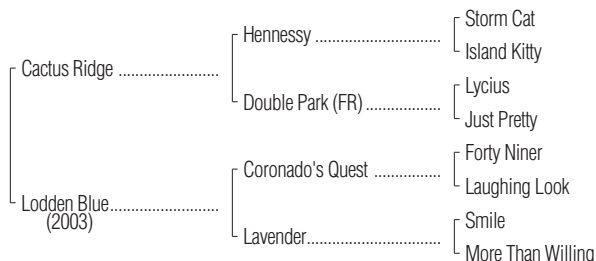 Storm Cat
Hennessy
Island Kitty
Cactus Ridge
Lycius
Double Park (FR)
Just Pretty
Forty Niner
Coronado's Quest
Laughing Look
Lodden Blue
(2003)
Smile
Lavender
More Than Willing